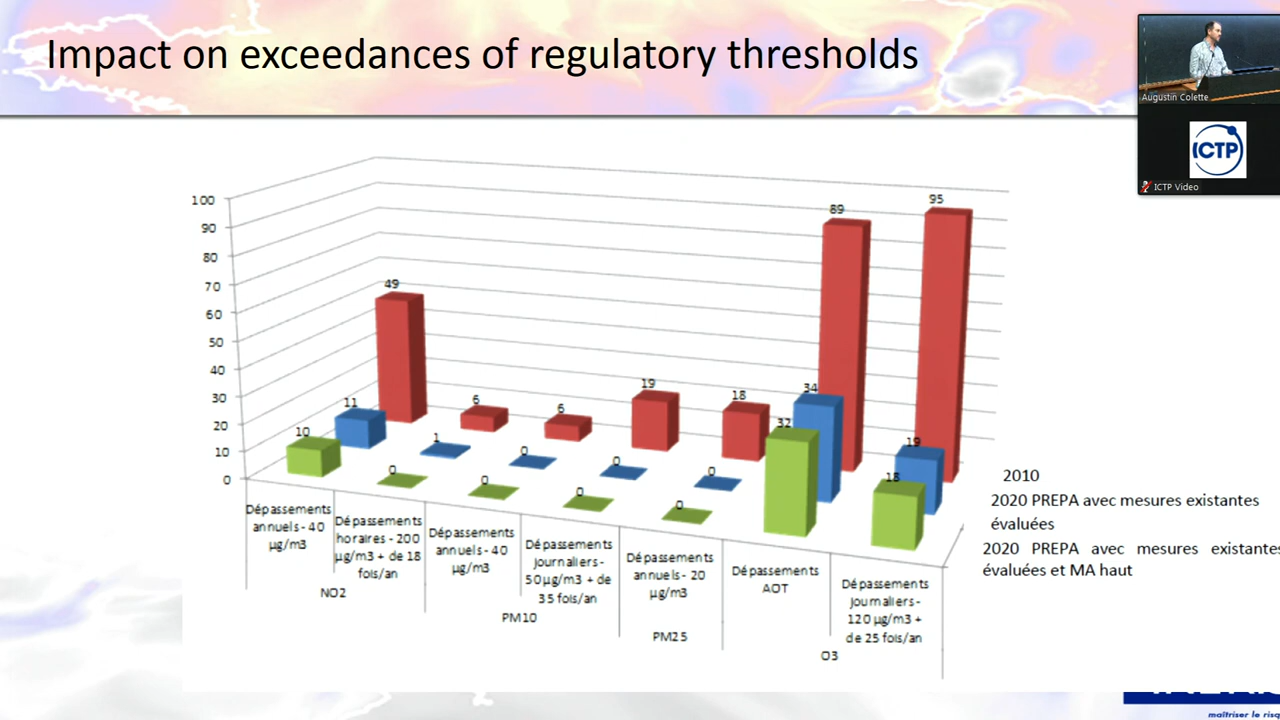 Impact on exceedances of regulatory thresholds
Augustin Colette
ICTP
ICTP Video
100
90
80
70
60
50
40
30
20
10
0
49
6
6
19
18
89
95
11
1
0
0
0
34
19
10
0
0
0
0
32
18
Dépassements
annuels - 40
µg/m3
Dépassements
horaires - 200
µg/m3 + de 18
fois/an
Dépassements
annuels - 40
µg/m3
Dépassements
journaliers -
50µg/m3 + de
35 fois/an
Dépassements
annuels - 20
µg/m3
Dépassements
AOT
Dépassements
journaliers -
120 µg/m3 +
de 25 fois/an
NO2
PM10
PM25
O3
2010
2020 PREPA avec mesures existantes
évaluées
2020 PREPA avec mesures existantes
évaluées et MA haut
maîtriser le risq